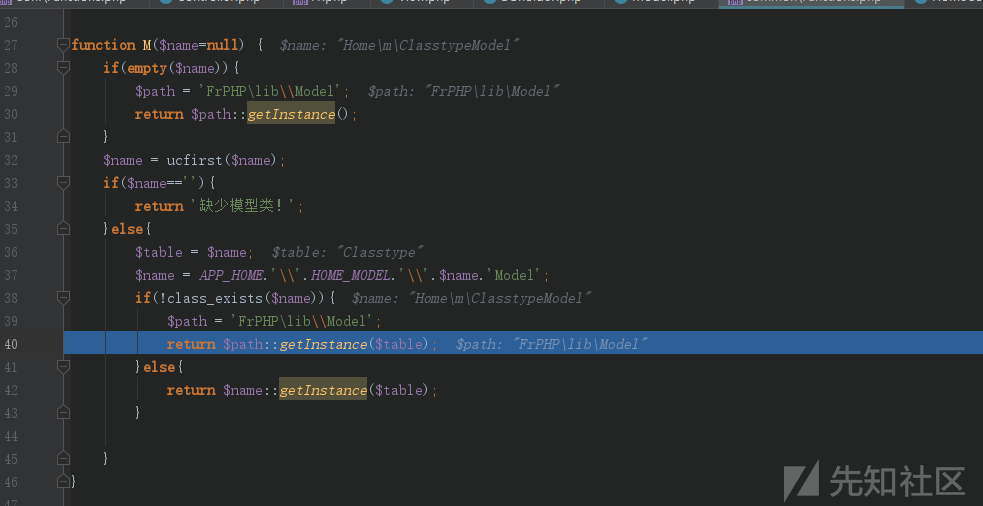 26
27 function M($name=null) { $name: "Home\m\ClasstypeModel"
28 if(empty($name)){
29 $path = 'FrPHP\lib\\Model'; $path: "FrPHP\lib\Model"
30 return $path::getInstance();
31 }
32 $name = ucfirst($name);
33 if($name==''){
34 return '缺少模型类!';
35 }else{
36 $table = $name; $table: "Classtype"
37 $name = APP_HOME.'\\'.HOME_MODEL.'\\'.$name.'Model';
38 if(!class_exists($name)){ $name: "Home\m\ClasstypeModel"
39 $path = 'FrPHP\lib\\Model';
40 return $path::getInstance($table); $path: "FrPHP\lib\Model"
41 }else{
42 return $name::getInstance($table);
43 }
44
45 }
46 }
47
先知社区